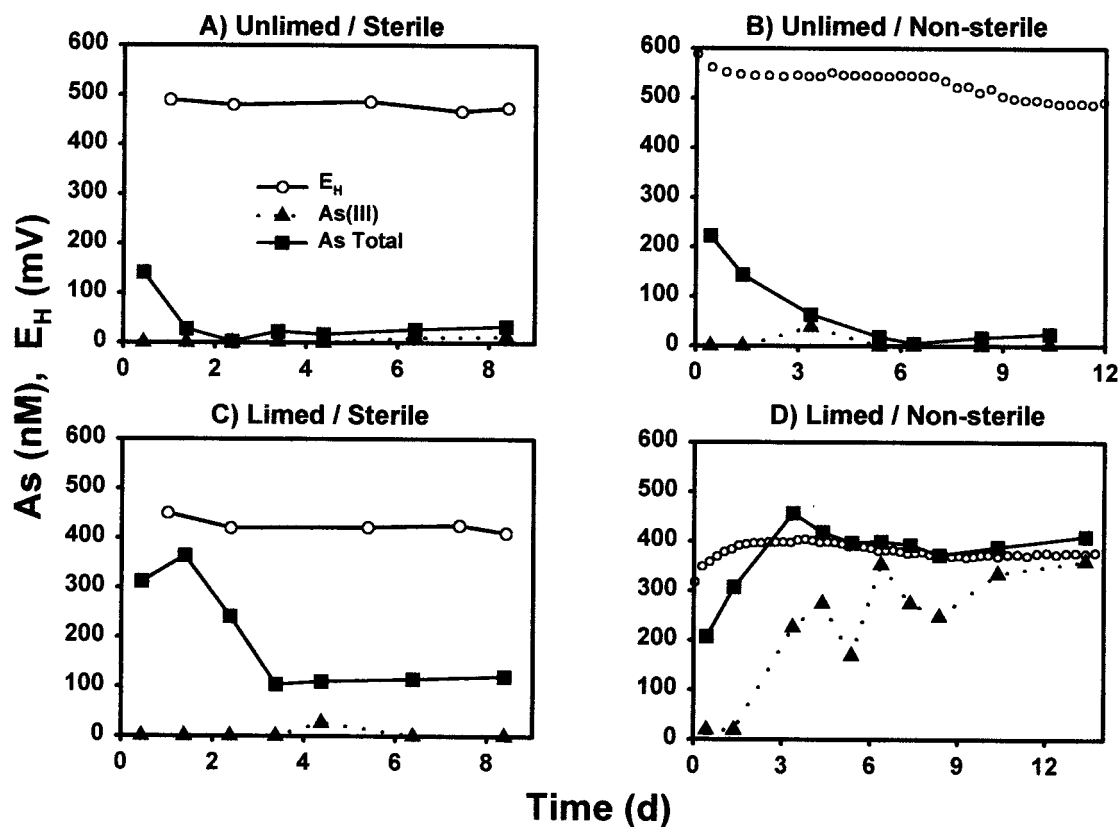 A) Unlimed / Sterile
600
500
400
300
200
100
0
0 2 4 6 8
E_H
As(III)
As Total
B) Unlimed / Non-sterile
600
500
400
300
200
100
0
0 3 6 9 12
C) Limed / Sterile
600
500
400
300
200
100
0
0 2 4 6 8
D) Limed / Non-sterile
600
500
400
300
200
100
0
0 3 6 9 12
As (nM), E_H (mV)
Time (d)